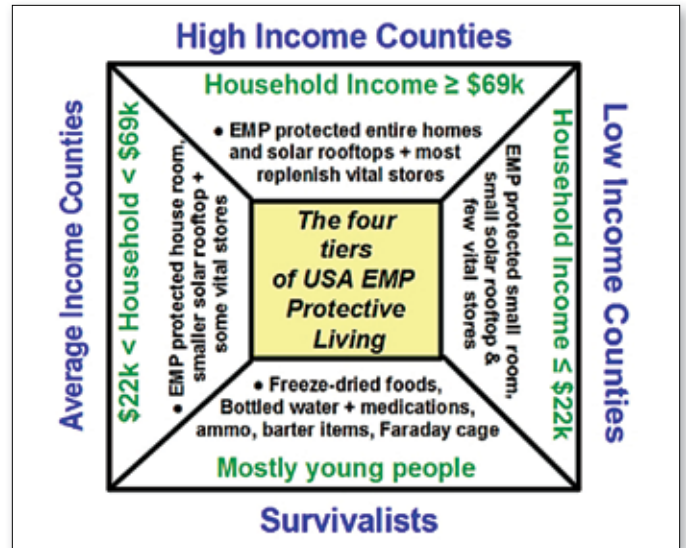 High Income Counties
Household Income ≥ $69k
● EMP protected entire homes
and solar rooftops + most
replenish vital stores
Average Income Counties
$22k < Household < $69k
● EMP protected house room,
smaller solar rooftop +
some vital stores
The four
tiers
of USA EMP
Protective
Living
EMP protected small room,
small solar rooftop &
few vital stores
Household Income ≤ $22k
Low Income Counties
● Freeze-dried foods,
Bottled water + medications,
ammo, barter items, Faraday cage
Mostly young people
Survivalists